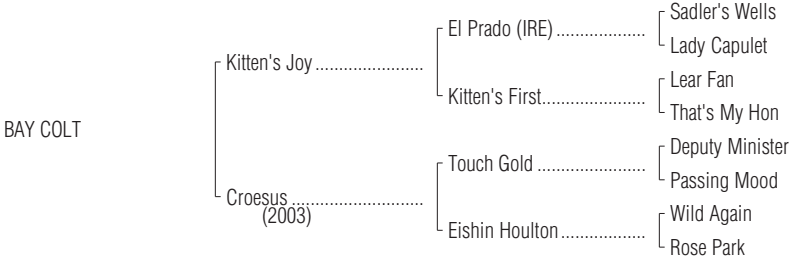 Sadler's Wells
El Prado (IRE) ...................
Lady Capulet
Kitten's Joy .......................
Lear Fan
Kitten's First......................
That's My Hon
BAY COLT
Deputy Minister
Touch Gold .......................
Passing Mood
Croesus ............................
(2003)
Wild Again
Eishin Houlton..................
Rose Park